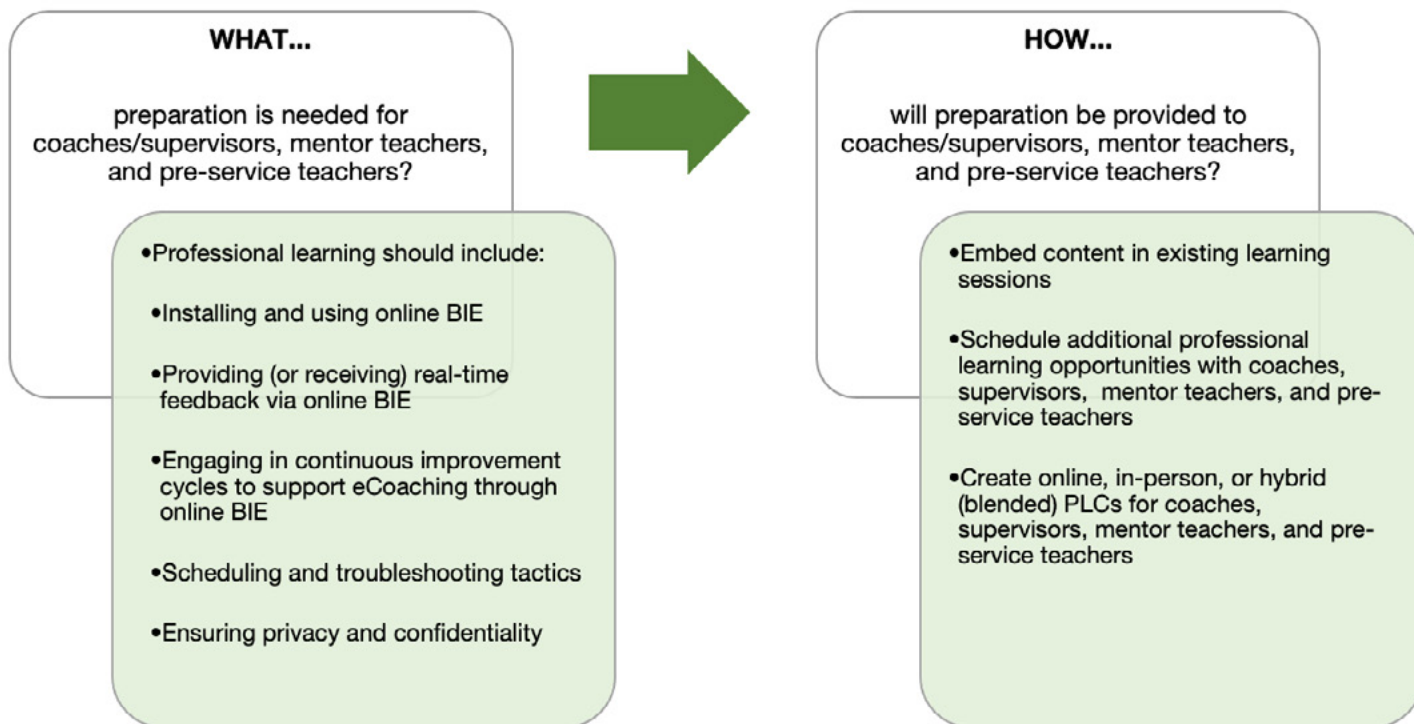 WHAT...
preparation is needed for
coaches/supervisors, mentor teachers,
and pre-service teachers?
•Professional learning should include:
•Installing and using online BIE
•Providing (or receiving) real-time
feedback via online BIE
•Engaging in continuous improvement
cycles to support eCoaching through
online BIE
•Scheduling and troubleshooting tactics
•Ensuring privacy and confidentiality
HOW...
will preparation be provided to
coaches/supervisors, mentor teachers,
and pre-service teachers?
•Embed content in existing learning
sessions
•Schedule additional professional
learning opportunities with coaches,
supervisors, mentor teachers, and pre-
service teachers
•Create online, in-person, or hybrid
(blended) PLCs for coaches,
supervisors, mentor teachers, and pre-
service teachers